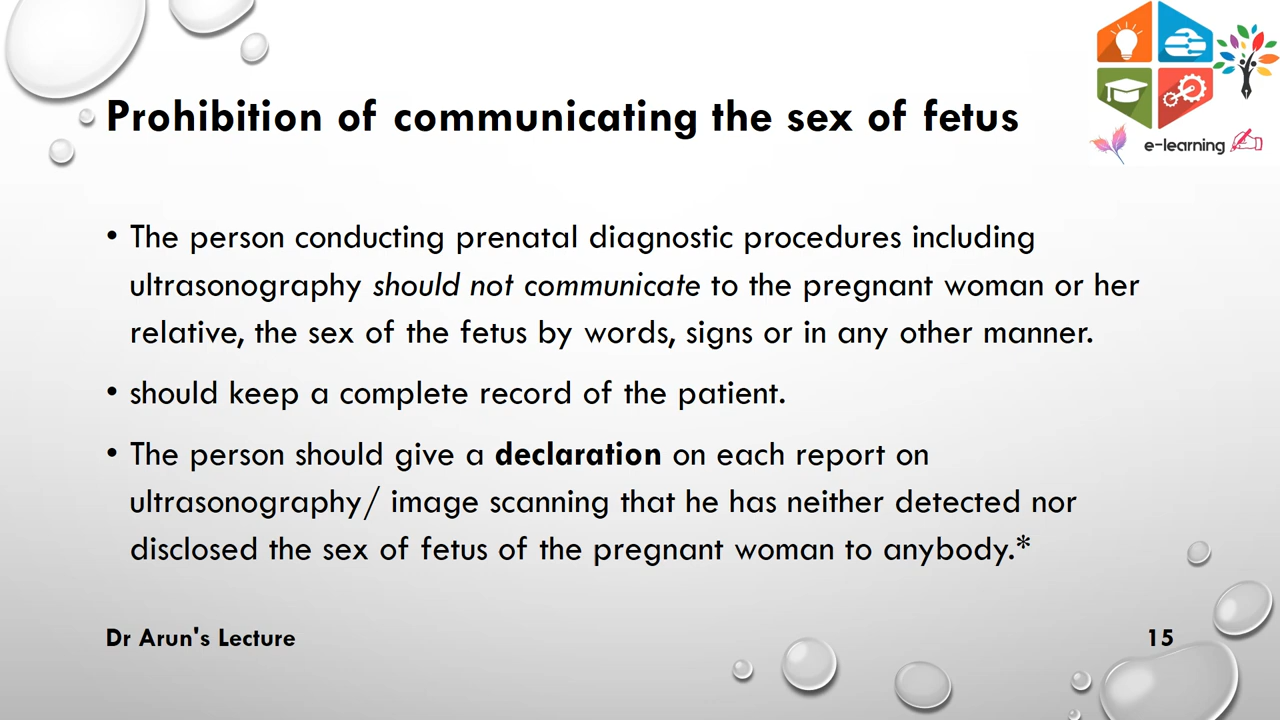 Prohibition of communicating the sex of fetus
e-learning
• The person conducting prenatal diagnostic procedures including
ultrasonography should not communicate to the pregnant woman or her
relative, the sex of the fetus by words, signs or in any other manner.
• should keep a complete record of the patient.
• The person should give a declaration on each report on
ultrasonography/ image scanning that he has neither detected nor
disclosed the sex of fetus of the pregnant woman to anybody.*
Dr Arun's Lecture
15